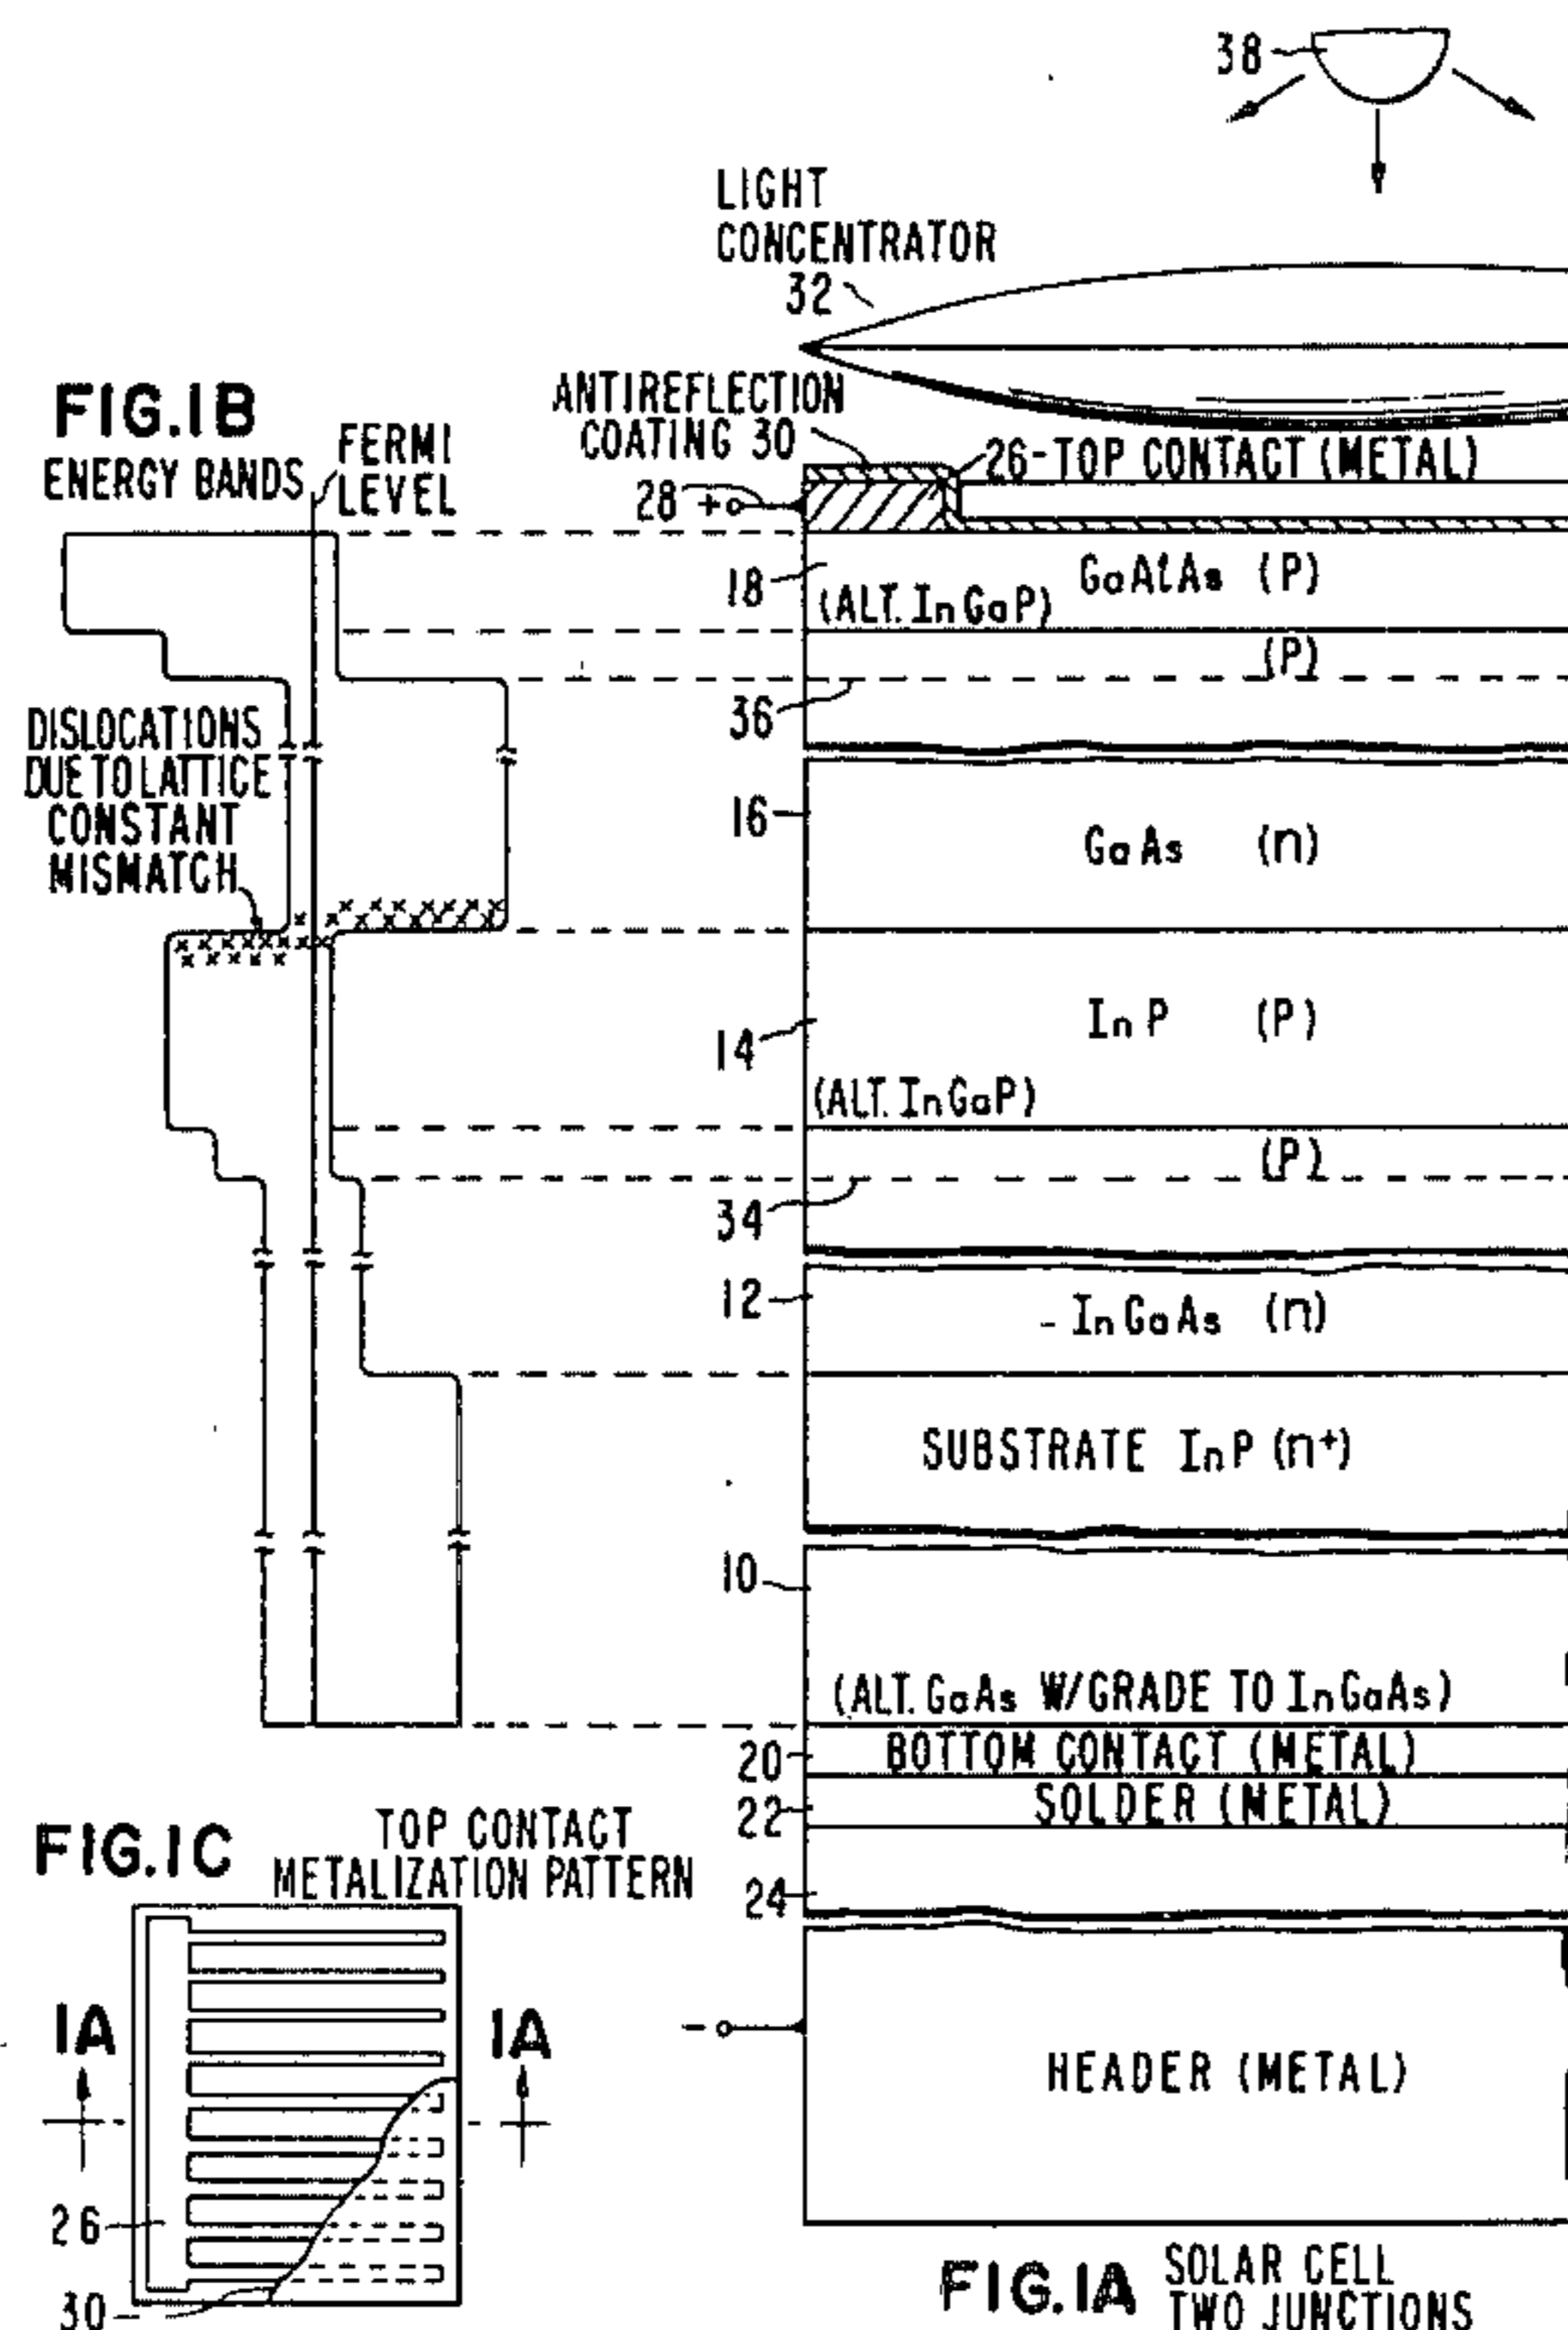 38
LIGHT
CONCENTRATOR
32
FIG.1B
ENERGY BANDS
FERMI
LEVEL
ANTIREFLECTION
COATING 30
26-TOP CONTACT (METAL)
28 +
18
GaAlAs (P)
(ALT. InGaP)
(P)
36
DISLOCATIONS
DUE TO LATTICE
CONSTANT
MISMATCH
16
GaAs (n)
14
InP (P)
(ALT. InGaP)
(P)
34
12
InGaAs (n)
SUBSTRATE InP (n+)
10
(ALT. GaAs W/GRADE TO InGaAs)
20
BOTTOM CONTACT (METAL)
22
SOLDER (METAL)
24
-
HEADER (METAL)
FIG.1A SOLAR CELL
TWO JUNCTIONS
FIG.1C
TOP CONTACT
METALIZATION PATTERN
1A
1A
26
30